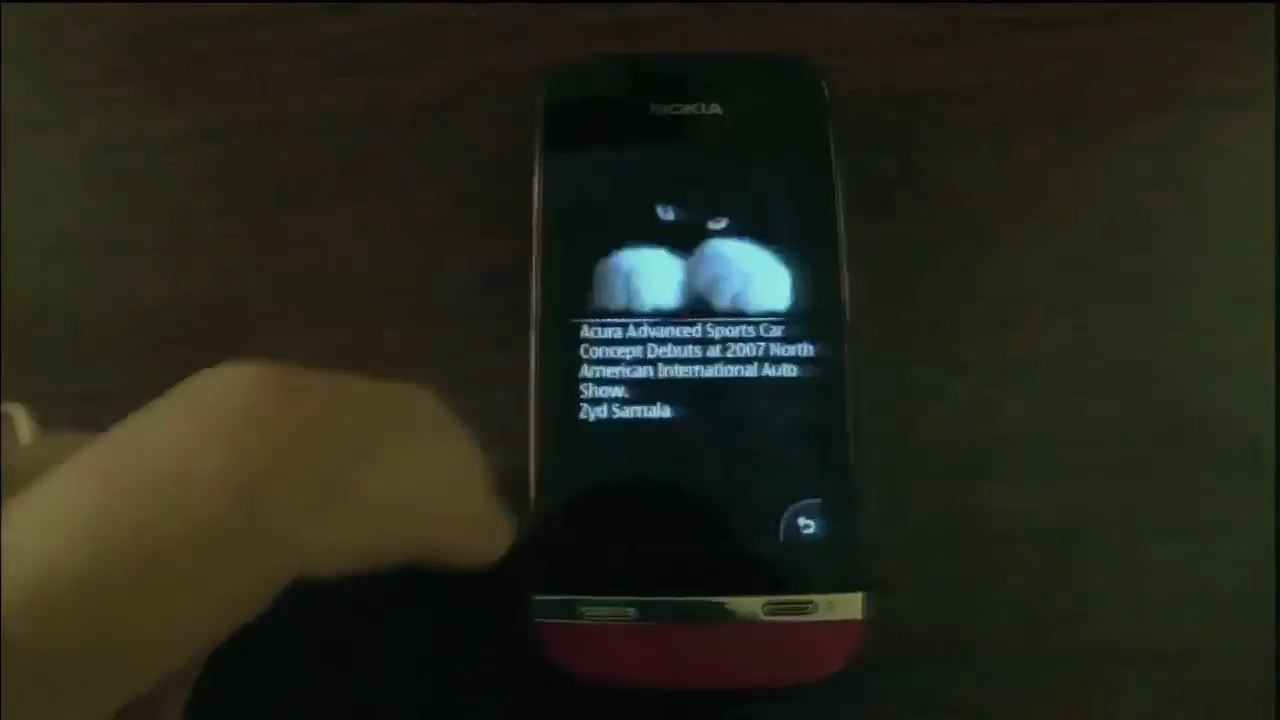 NOKIA
Acura Advanced Sports Car
Concept Debuts at 2007 North
American International Auto
Show.
Zyd Samala